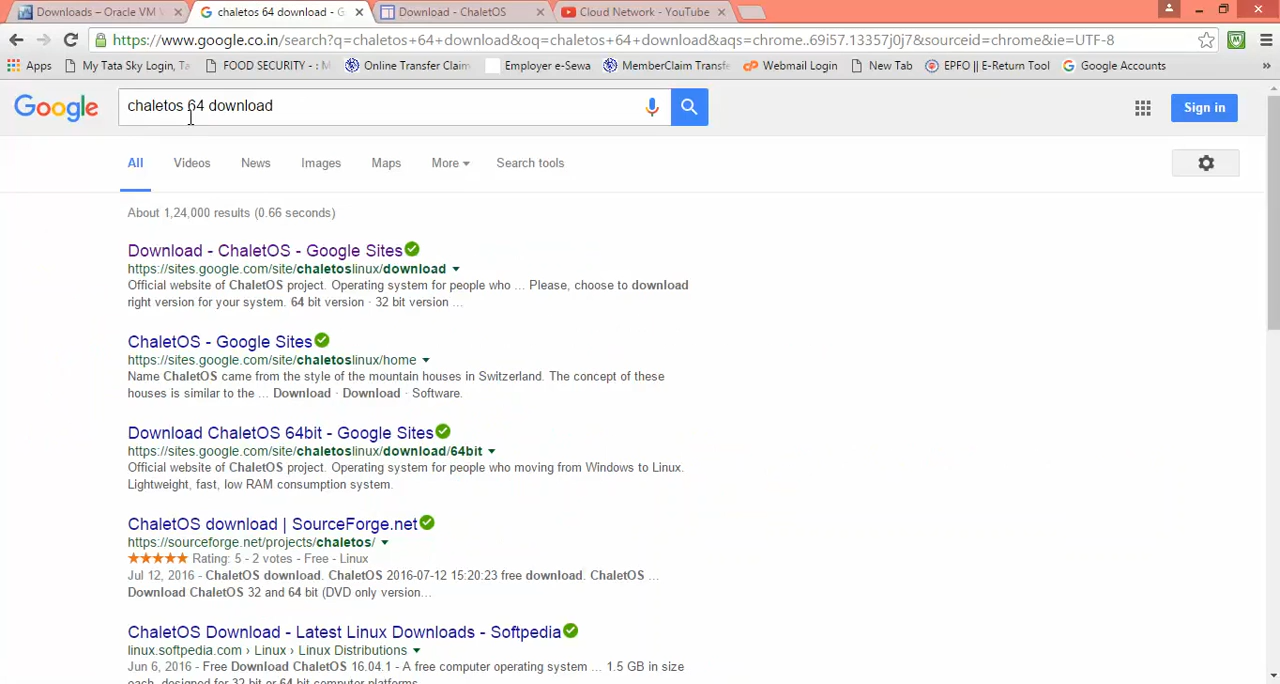 Downloads – Oracle VM V
chaletos 64 download - G
Download - ChaletOS
Cloud Network - YouTube
https://www.google.co.in/search?q=chaletos+64+download&oq=chaletos+64+download&aqs=chrome..69i57.13357j0j7&sourceid=chrome&ie=UTF-8
Apps My Tata Sky Login, Ta FOOD SECURITY - : M Online Transfer Claim Employer e-Sewa MemberClaim Transfe Webmail Login New Tab EPFO || E-Return Tool Google Accounts »
Google chaletos 64 download Sign in
All Videos News Images Maps More Search tools
About 1,24,000 results (0.66 seconds)
Download - ChaletOS - Google Sites
https://sites.google.com/site/chaletoslinux/download
Official website of ChaletOS project. Operating system for people who ... Please, choose to download
right version for your system. 64 bit version · 32 bit version ...
ChaletOS - Google Sites
https://sites.google.com/site/chaletoslinux/home
Name ChaletOS came from the style of the mountain houses in Switzerland. The concept of these
houses is similar to the ... Download · Download · Software.
Download ChaletOS 64bit - Google Sites
https://sites.google.com/site/chaletoslinux/download/64bit
Official website of ChaletOS project. Operating system for people who moving from Windows to Linux.
Lightweight, fast, low RAM consumption system.
ChaletOS download | SourceForge.net
https://sourceforge.net/projects/chaletos/
Rating: 5 - 2 votes - Free - Linux
Jul 12, 2016 - ChaletOS download. ChaletOS 2016-07-12 15:20:23 free download. ChaletOS ...
Download ChaletOS 32 and 64 bit (DVD only version...
ChaletOS Download - Latest Linux Downloads - Softpedia
linux.softpedia.com › Linux › Linux Distributions
Jun 6, 2016 - Free Download ChaletOS 16.04.1 - A free computer operating system ... 1.5 GB in size
each, designed for 32 bit or 64 bit computer platforms.